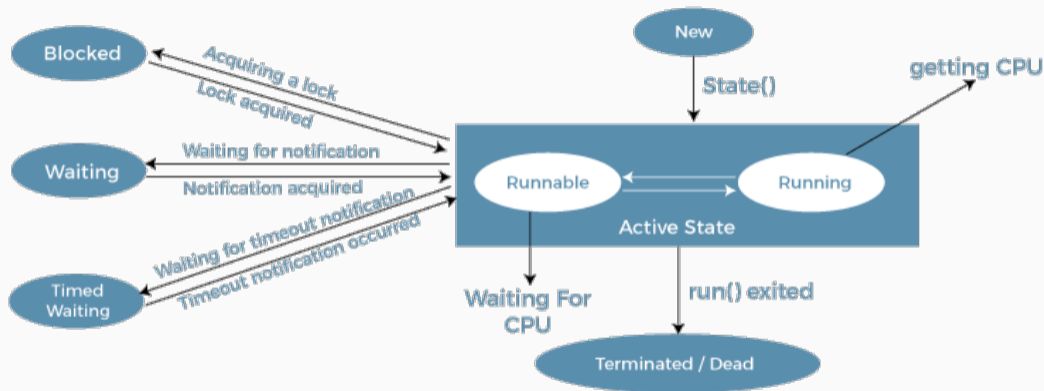 New
Blocked
Acquiring a lock
Lock acquired
State()
getting CPU
Waiting
Waiting for notification
Notification acquired
Runnable
Running
Active State
Waiting for timeout notification
Timeout notification occurred
Timed
Waiting
Waiting For
CPU
run() exited
Terminated / Dead